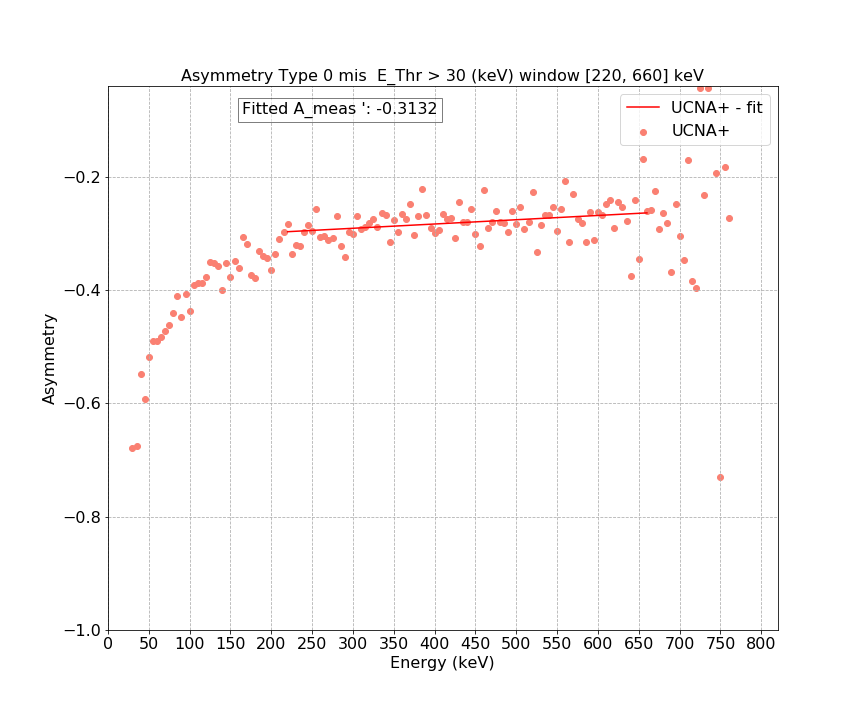 Asymmetry Type 0 mis  E_Thr > 30 (keV) window [220, 660] keV
Fitted A_meas ': -0.3132
UCNA+ - fit
UCNA+
Asymmetry
−0.2
−0.4
−0.6
−0.8
−1.0
0 50 100 150 200 250 300 350 400 450 500 550 600 650 700 750 800
Energy (keV)